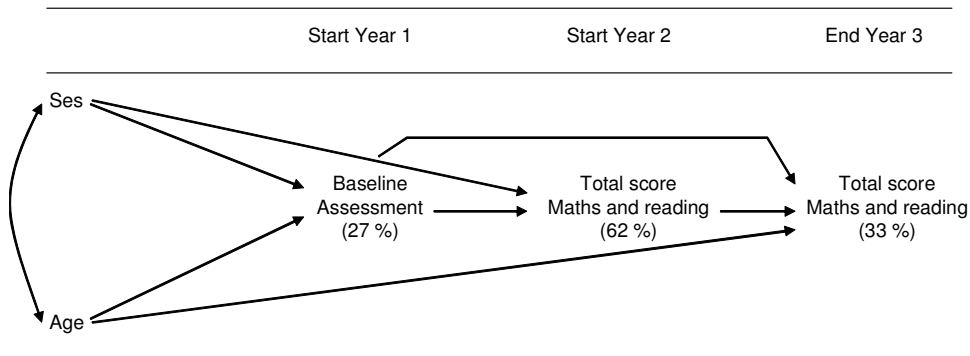 Start Year 1 Start Year 2 End Year 3
Ses
Baseline Total score Total score
Assessment Maths and reading Maths and reading
(27 %) (62 %) (33 %)
Age